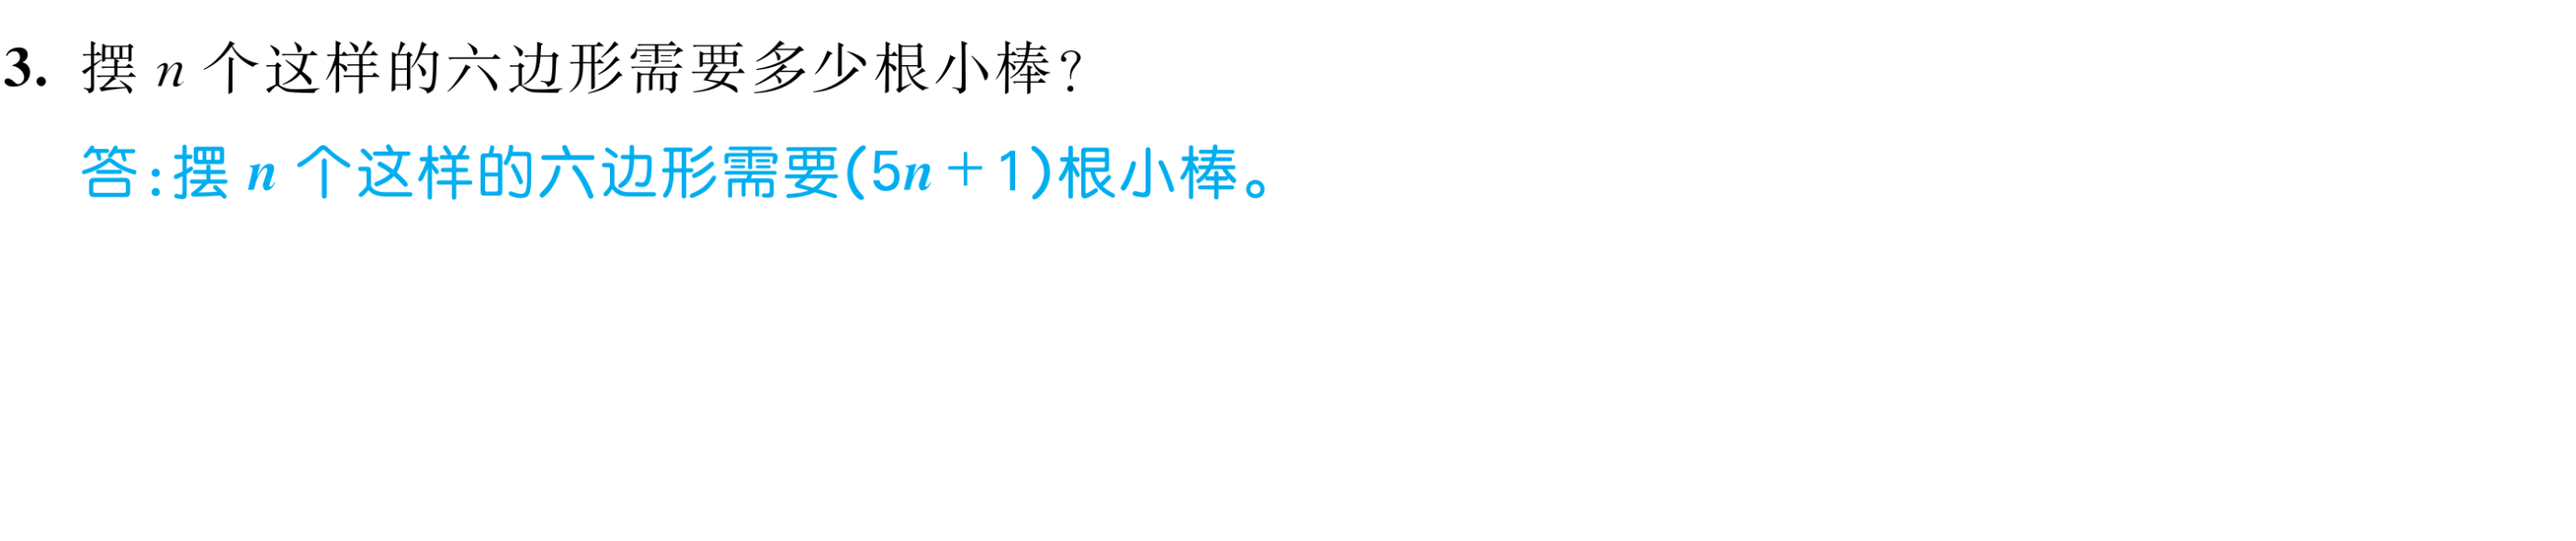 3. 摆 n 个这样的六边形需要多少根小棒?
答:摆 n 个这样的六边形需要(5n+1)根小棒。